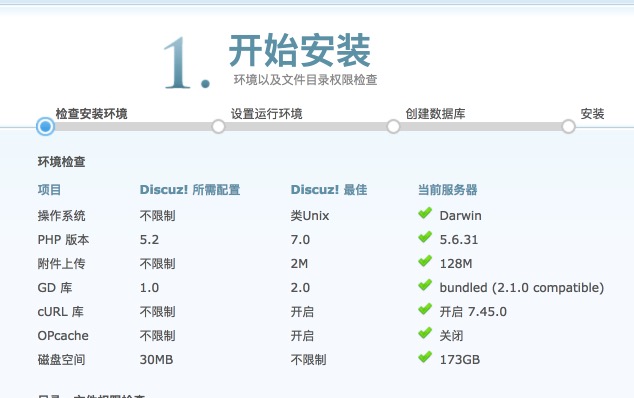 1. 开始安装
环境以及文件目录权限检查
检查安装环境 设置运行环境 创建数据库 安装
环境检查
项目 Discuz! 所需配置 Discuz! 最佳 当前服务器
操作系统 不限制 类Unix Darwin
PHP 版本 5.2 7.0 5.6.31
附件上传 不限制 2M 128M
GD 库 1.0 2.0 bundled (2.1.0 compatible)
cURL 库 不限制 开启 开启 7.45.0
OPcache 不限制 开启 关闭
磁盘空间 30MB 不限制 173GB